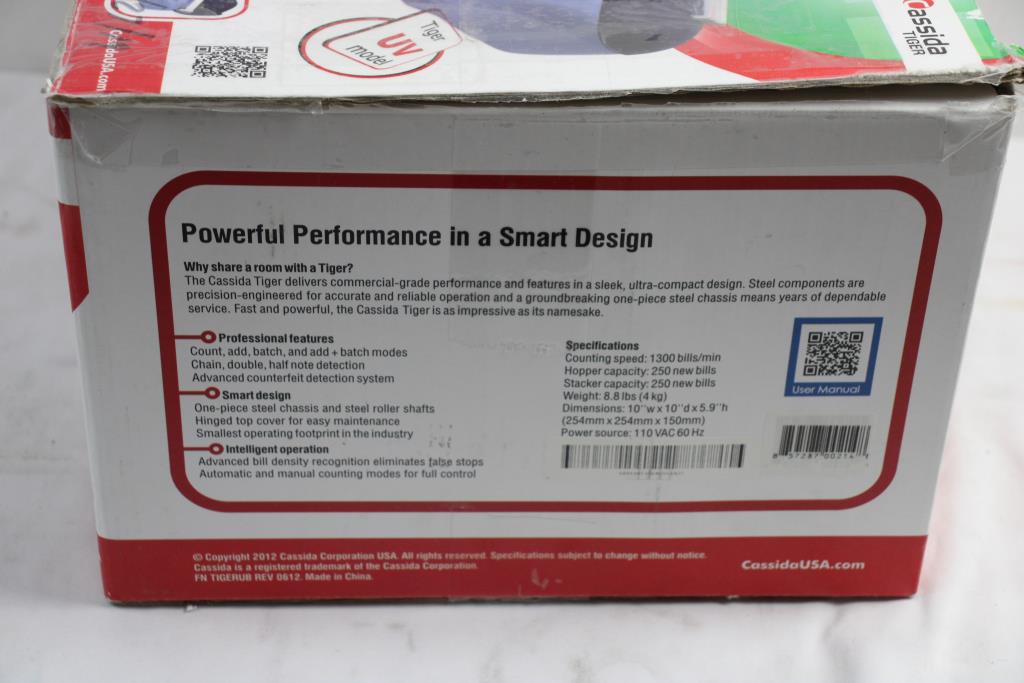 CassidaUSA.com
Tiger
UV
model
Cassida
TIGER
Powerful Performance in a Smart Design
Why share a room with a Tiger?
The Cassida Tiger delivers commercial-grade performance and features in a sleek, ultra-compact design. Steel components are
precision-engineered for accurate and reliable operation and a groundbreaking one-piece steel chassis means years of dependable
service. Fast and powerful, the Cassida Tiger is as impressive as its namesake.
Professional features
Count, add, batch, and add + batch modes
Chain, double, half note detection
Advanced counterfeit detection system
Smart design
One-piece steel chassis and steel roller shafts
Hinged top cover for easy maintenance
Smallest operating footprint in the industry
Intelligent operation
Advanced bill density recognition eliminates false stops
Automatic and manual counting modes for full control
Specifications
Counting speed: 1300 bills/min
Hopper capacity: 250 new bills
Stacker capacity: 250 new bills
Weight: 8.8 lbs (4 kg)
Dimensions: 10''w x 10''d x 5.9''h
(254mm x 254mm x 150mm)
Power source: 110 VAC 60 Hz
User Manual
8 57287 00214 1
© Copyright 2012 Cassida Corporation USA. All rights reserved. Specifications subject to change without notice.
Cassida is a registered trademark of the Cassida Corporation.
FN TIGERUB REV 0612. Made in China.
CassidaUSA.com